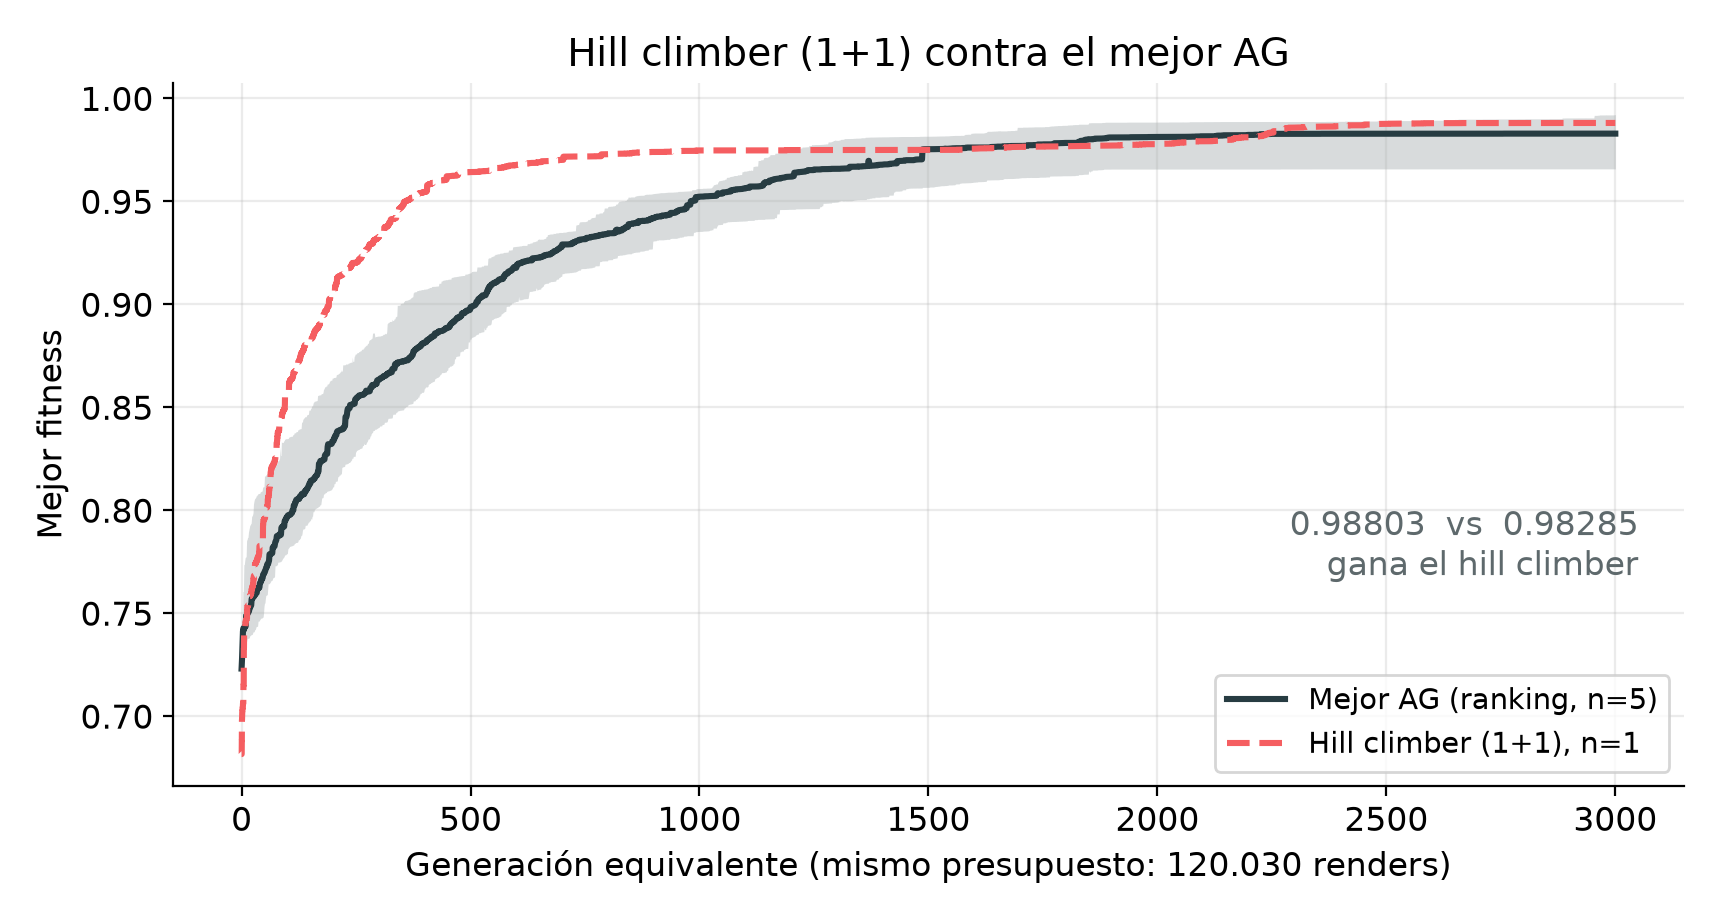 Hill climber (1+1) contra el mejor AG
1.00
0.95
0.90
0.85
0.80
0.75
0.70
Mejor fitness
0.98803 vs 0.98285
gana el hill climber
Mejor AG (ranking, n=5)
Hill climber (1+1), n=1
0 500 1000 1500 2000 2500 3000
Generación equivalente (mismo presupuesto: 120.030 renders)